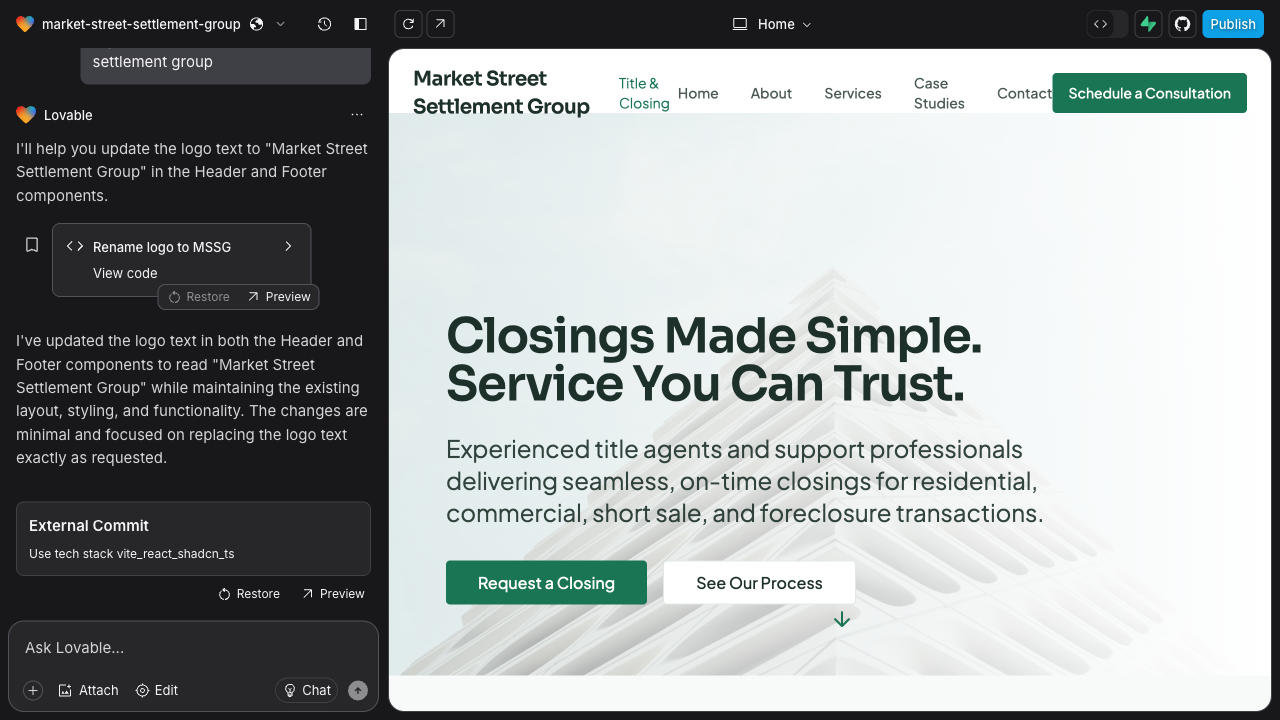 market-street-settlement-group
settlement group
Lovable
I'll help you update the logo text to "Market Street
Settlement Group" in the Header and Footer
components.
Rename logo to MSSG
View code
Restore
Preview
I've updated the logo text in both the Header and
Footer components to read "Market Street
Settlement Group" while maintaining the existing
layout, styling, and functionality. The changes are
minimal and focused on replacing the logo text
exactly as requested.
External Commit
Use tech stack vite_react_shadcn_ts
Restore
Preview
Ask Lovable...
Attach
Edit
Chat
Home
Publish
Market Street
Settlement Group
Title &
Closing
Home
About
Services
Case
Studies
Contact
Schedule a Consultation
Closings Made Simple.
Service You Can Trust.
Experienced title agents and support professionals
delivering seamless, on-time closings for residential,
commercial, short sale, and foreclosure transactions.
Request a Closing
See Our Process